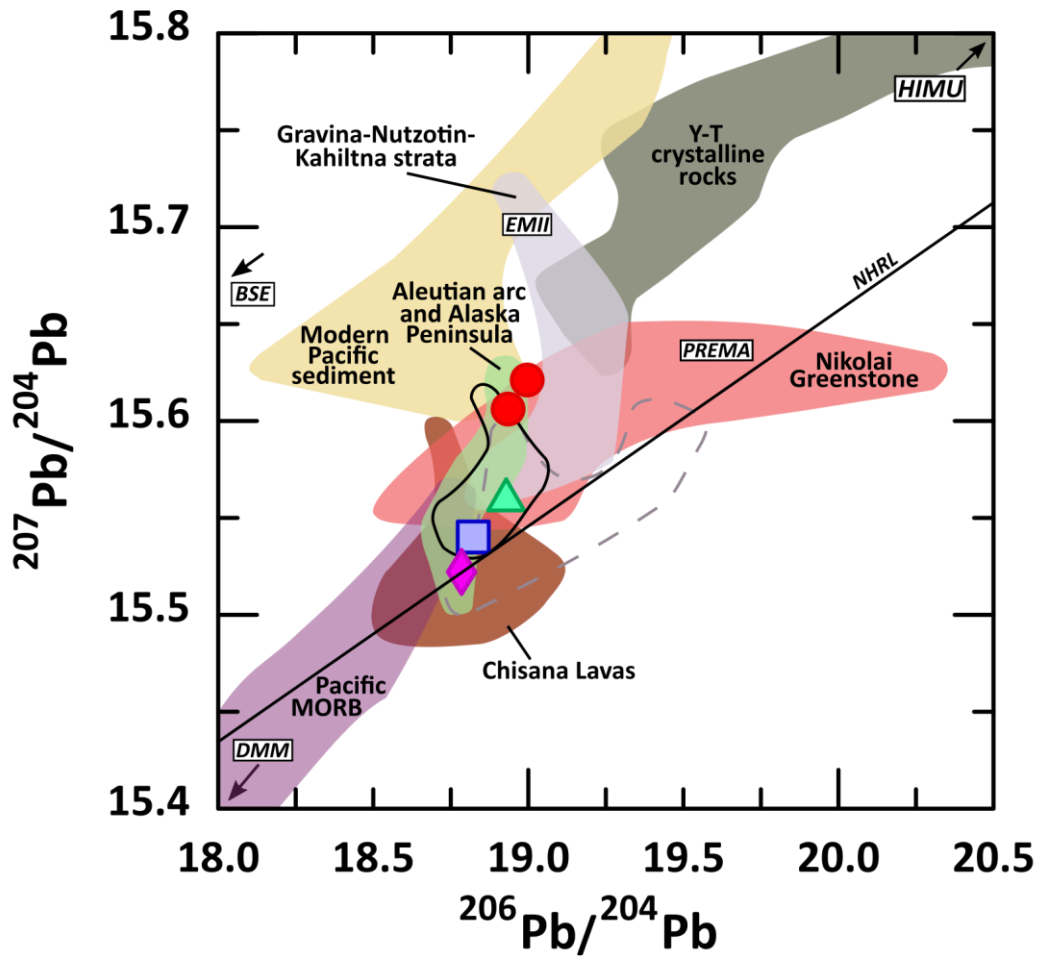 15.8
HIMU
Gravina-Nutzotin-
Kahiltna strata
Y-T
crystalline
rocks
15.7
EMII
NHRL
BSE
Aleutian arc
and Alaska
Peninsula
Modern
Pacific
sediment
PREMA
Nikolai
Greenstone
15.6
207Pb/204Pb
15.5
Chisana Lavas
Pacific
MORB
DMM
15.4
18.0 18.5 19.0 19.5 20.0 20.5
206Pb/204Pb